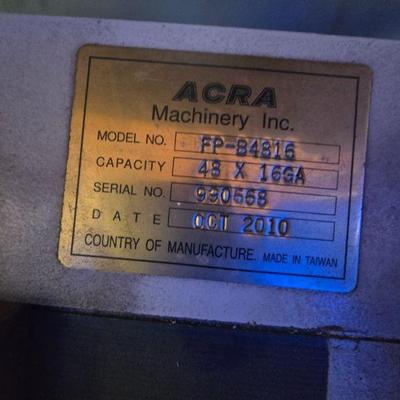 ACRA
Machinery Inc.
MODEL NO. FP-B4816
CAPACITY 48 X 16GA
SERIAL NO. 990668
DATE OCT 2010
COUNTRY OF MANUFACTURE. MADE IN TAIWAN